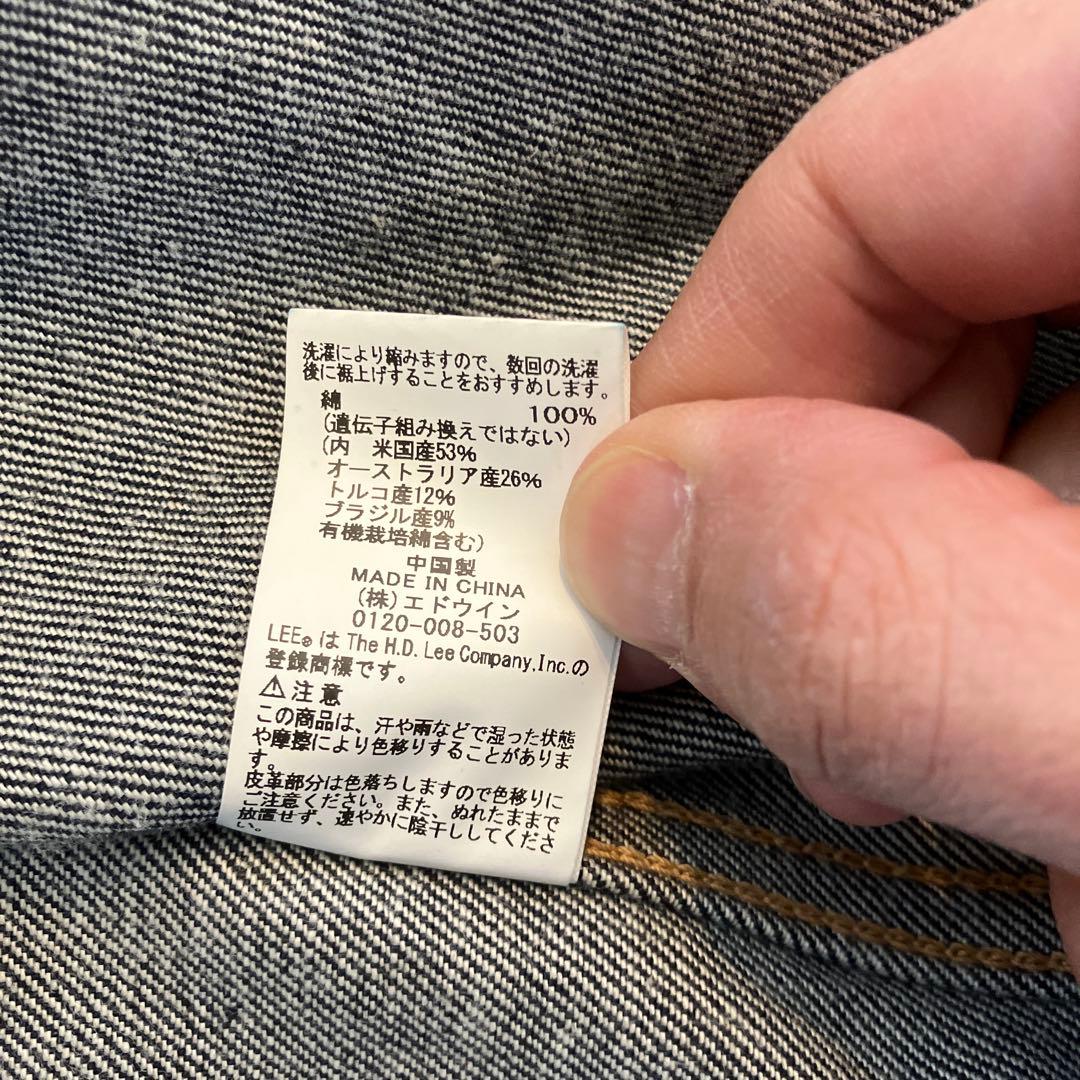 洗濯により縮みますので、数回の洗濯
後に裾上げすることをおすすめします。
綿 100%
(遺伝子組み換えではない)
(内 米国産53%
オーストラリア産26%
トルコ産12%
ブラジル産9%
有機栽培綿含む)
中国製
MADE IN CHINA
(株)エドウイン
0120-008-503
LEE® は The H.D. Lee Company,Inc.の
登録商標です。
⚠注意
この商品は、汗や雨などで湿った状態
や摩擦により色移りすることがありま
す。
皮革部分は色落ちしますので色移りに
ご注意ください。また、ぬれたままで
放置せず、速やかに陰干ししてくださ
い。